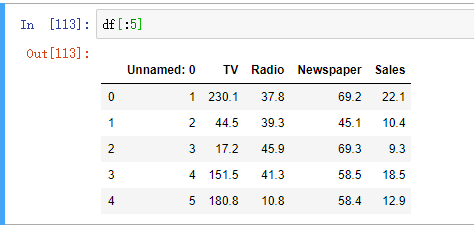 In [113]: df[:5]
Out[113]:
Unnamed: 0 TV Radio Newspaper Sales
0 1 230.1 37.8 69.2 22.1
1 2 44.5 39.3 45.1 10.4
2 3 17.2 45.9 69.3 9.3
3 4 151.5 41.3 58.5 18.5
4 5 180.8 10.8 58.4 12.9